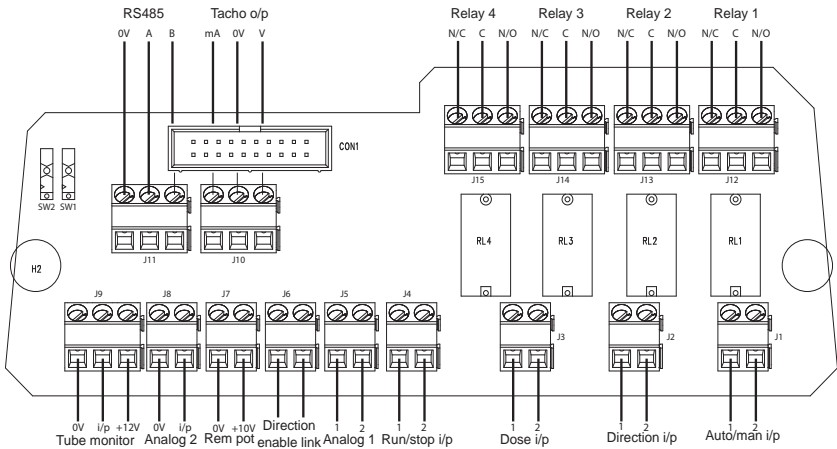 RS485 Tacho o/p Relay 4 Relay 3 Relay 2 Relay 1
0V A B mA 0V V N/C C N/O N/C C N/O N/C C N/O N/C C N/O
CON1
SW2 SW1 J15 J14 J13 J12
J11 J10
RL4 RL3 RL2 RL1
H2
J9 J8 J7 J6 J5 J4
J3 J2 J1
0V i/p +12V 0V i/p 0V +10V 1 2 1 2 1 2 1 2 1 2
Tube monitor Analog 2 Rem pot Direction enable link Analog 1 Run/stop i/p Dose i/p Direction i/p Auto/man i/p